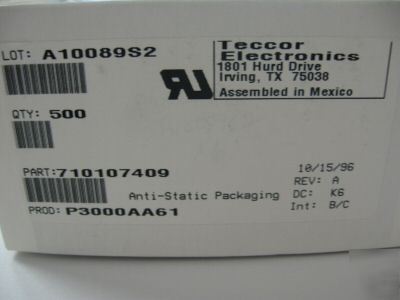 LOT: A10089S2
Teccor
Electronics
1801 Hurd Drive
Irving, TX 75038
Assembled in Mexico
QTY: 500
PART: 710107409
Anti-Static Packaging
PROD: P3000AA61
10/15/96
REV: A
DC: K6
Int: B/C